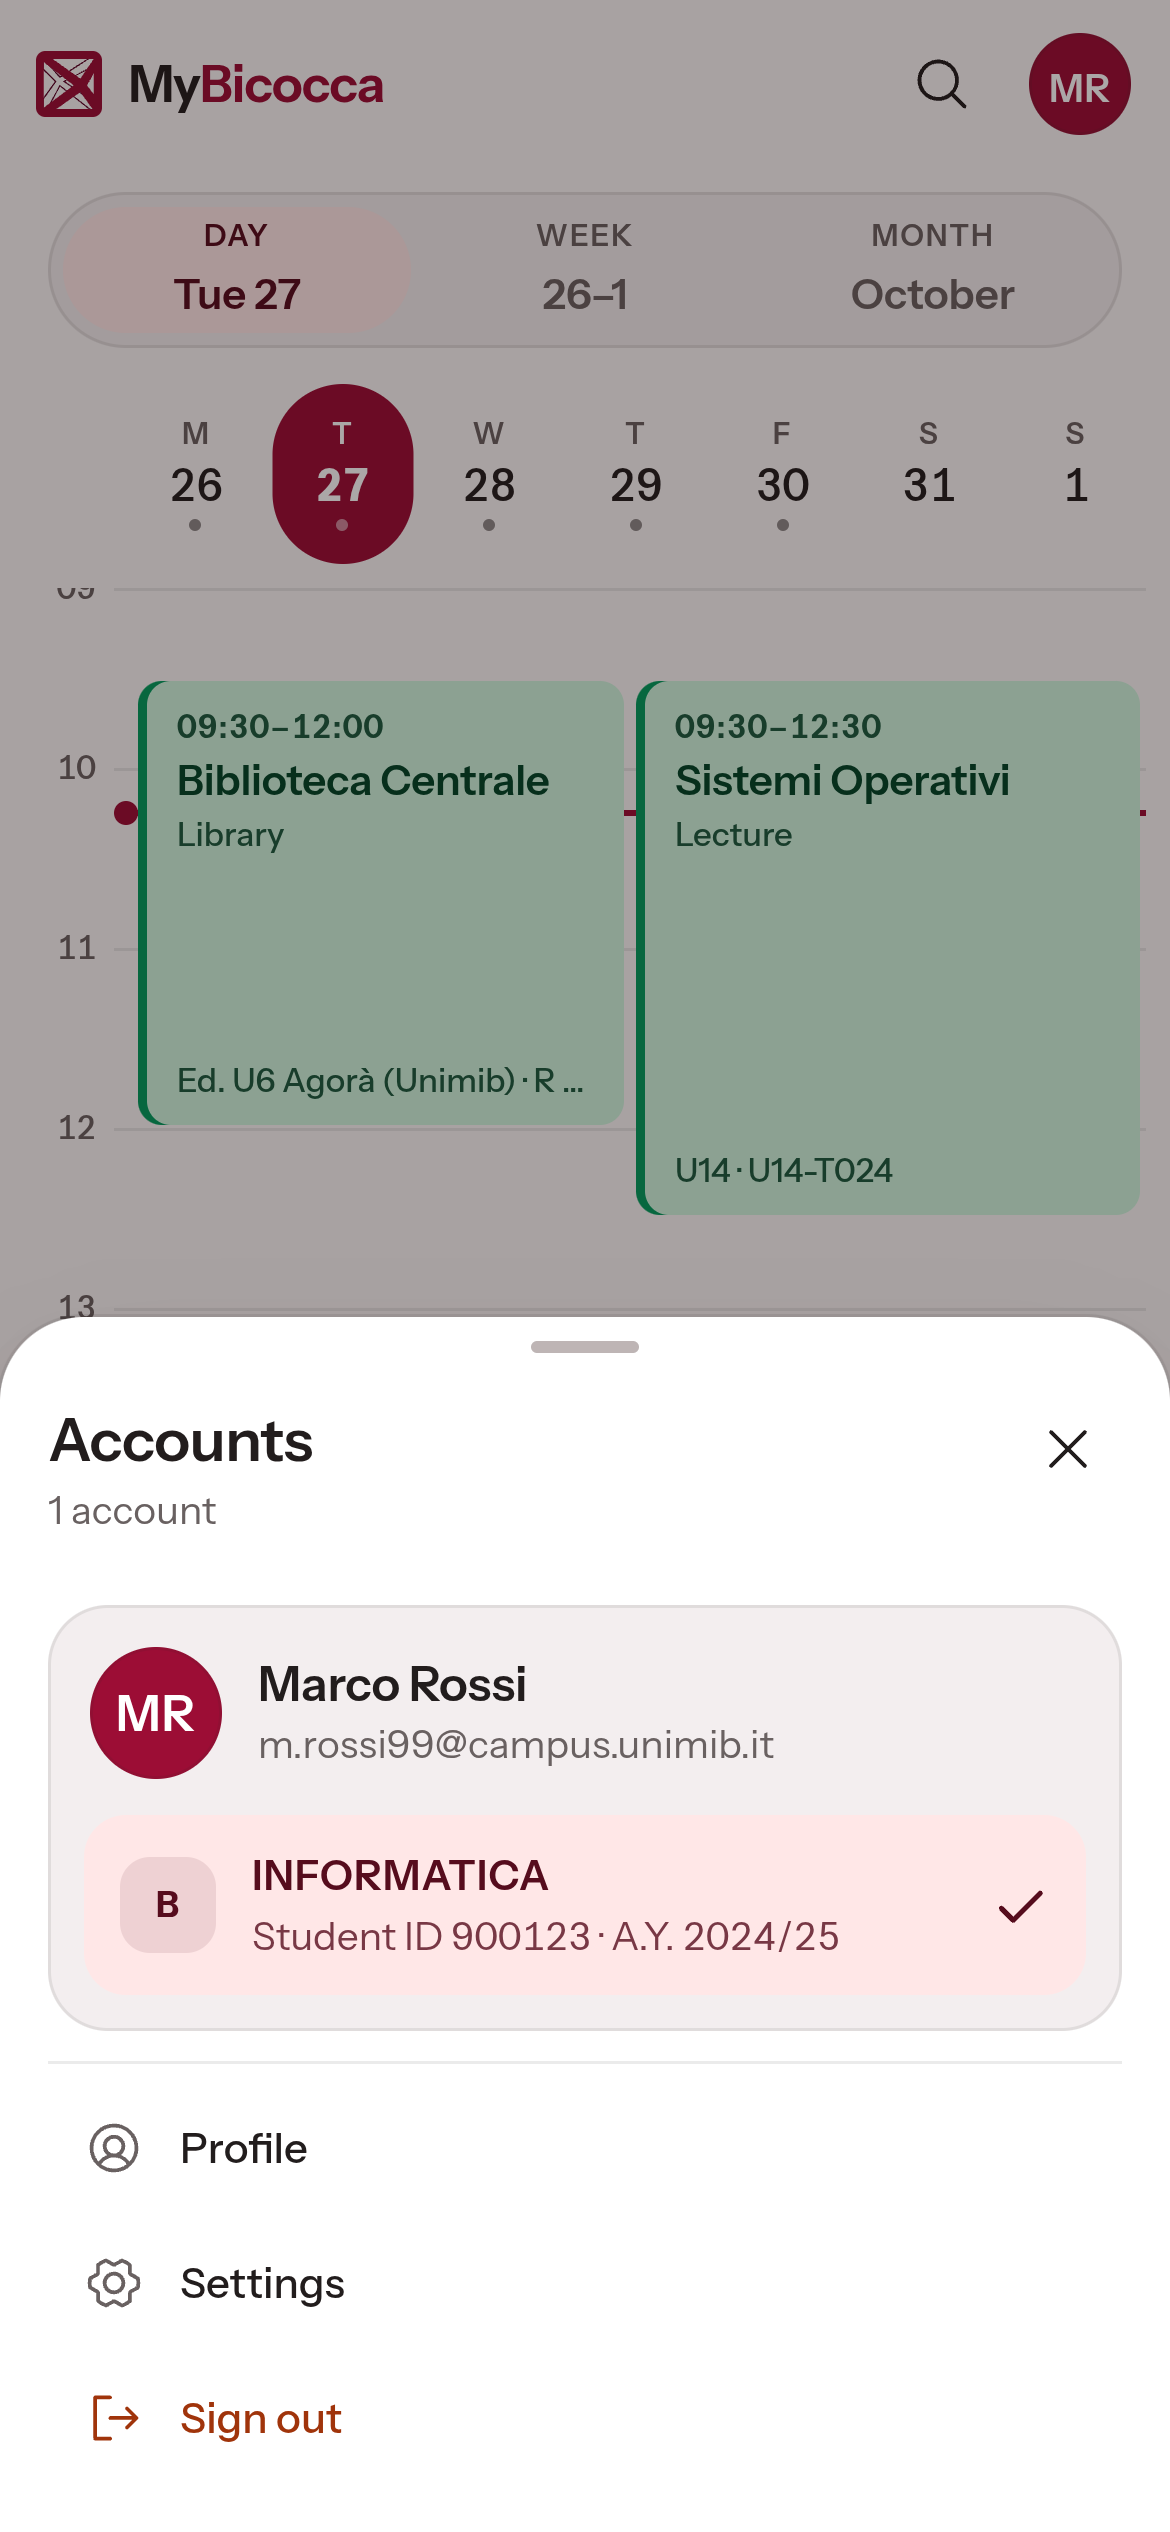 MyBicocca
MR
DAY
WEEK
MONTH
Tue 27
26–1
October
M
T
W
T
F
S
S
26
27
28
29
30
31
1
09
09:30–12:00
09:30–12:30
10
Biblioteca Centrale
Sistemi Operativi
Library
Lecture
11
Ed. U6 Agorà (Unimib) · R ...
12
U14 · U14-T024
13
Accounts
1 account
MR
Marco Rossi
m.rossi99@campus.unimib.it
B
INFORMATICA
Student ID 900123 · A.Y. 2024/25
Profile
Settings
Sign out